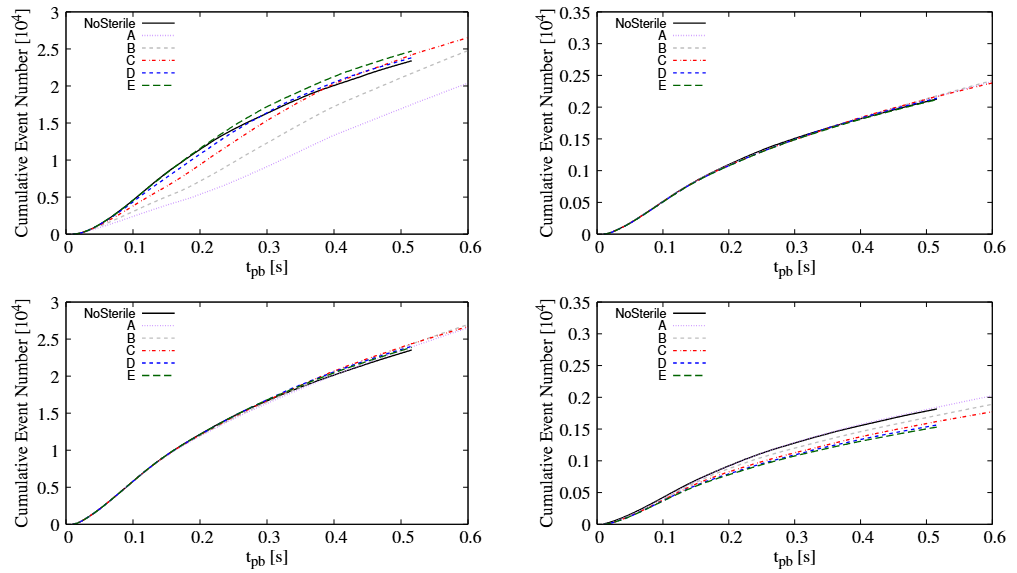 Cumulative Event Number [10⁴]
3
2.5
2
1.5
1
0.5
0
NoSterile
A
B
C
D
E
0 0.1 0.2 0.3 0.4 0.5 0.6
t_pb [s]
Cumulative Event Number [10⁴]
0.35
0.3
0.25
0.2
0.15
0.1
0.05
0
NoSterile
A
B
C
D
E
0 0.1 0.2 0.3 0.4 0.5 0.6
t_pb [s]
Cumulative Event Number [10⁴]
3
2.5
2
1.5
1
0.5
0
NoSterile
A
B
C
D
E
0 0.1 0.2 0.3 0.4 0.5 0.6
t_pb [s]
Cumulative Event Number [10⁴]
0.35
0.3
0.25
0.2
0.15
0.1
0.05
0
NoSterile
A
B
C
D
E
0 0.1 0.2 0.3 0.4 0.5 0.6
t_pb [s]